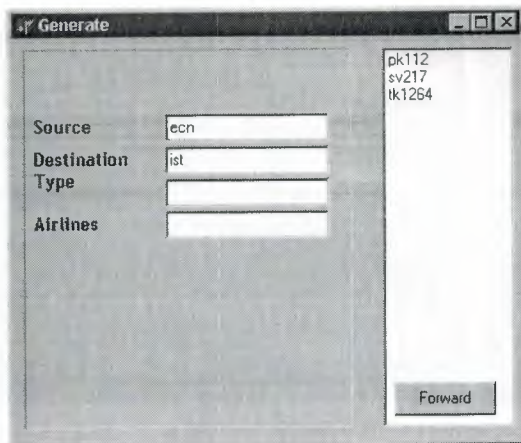 Generate
Source
ecn
Destination
ist
Type
Airlines
pk112
sv217
tk1264
Forward